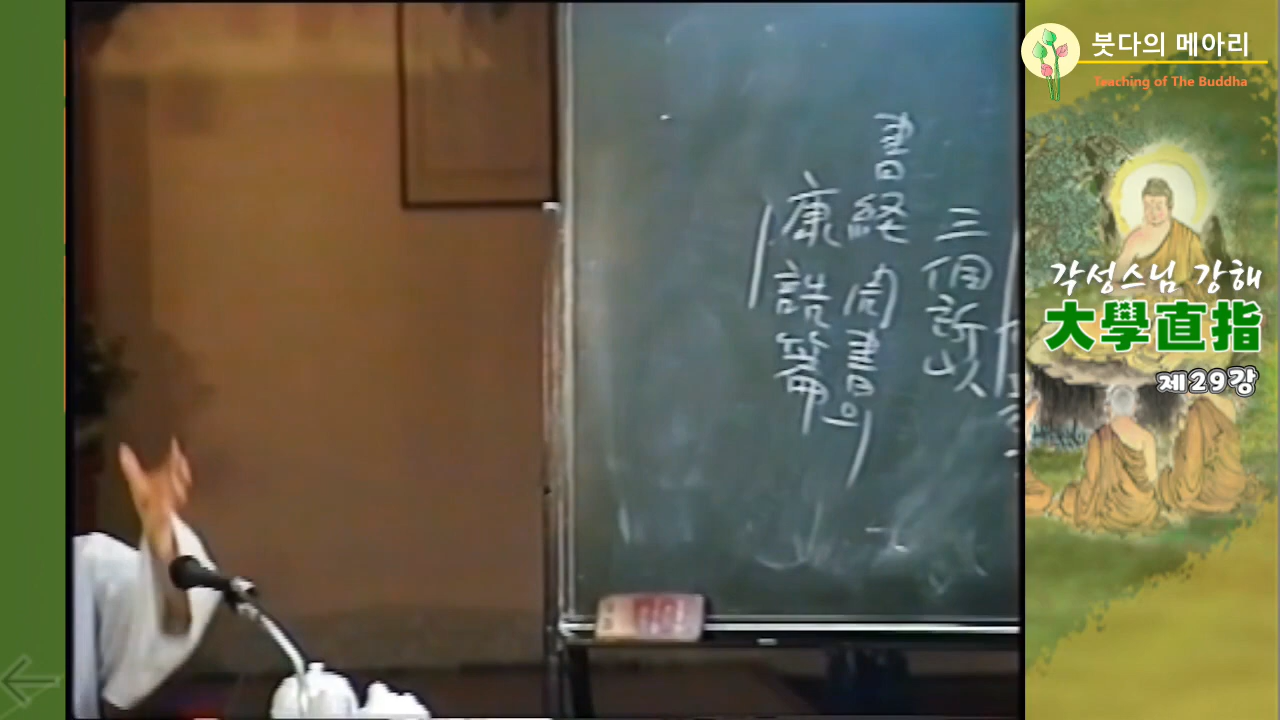 붓다의 메아리
Teaching of The Buddha
각성스님 강해
大學直指
제29강
三個所以
書経 周書의
康誥篇